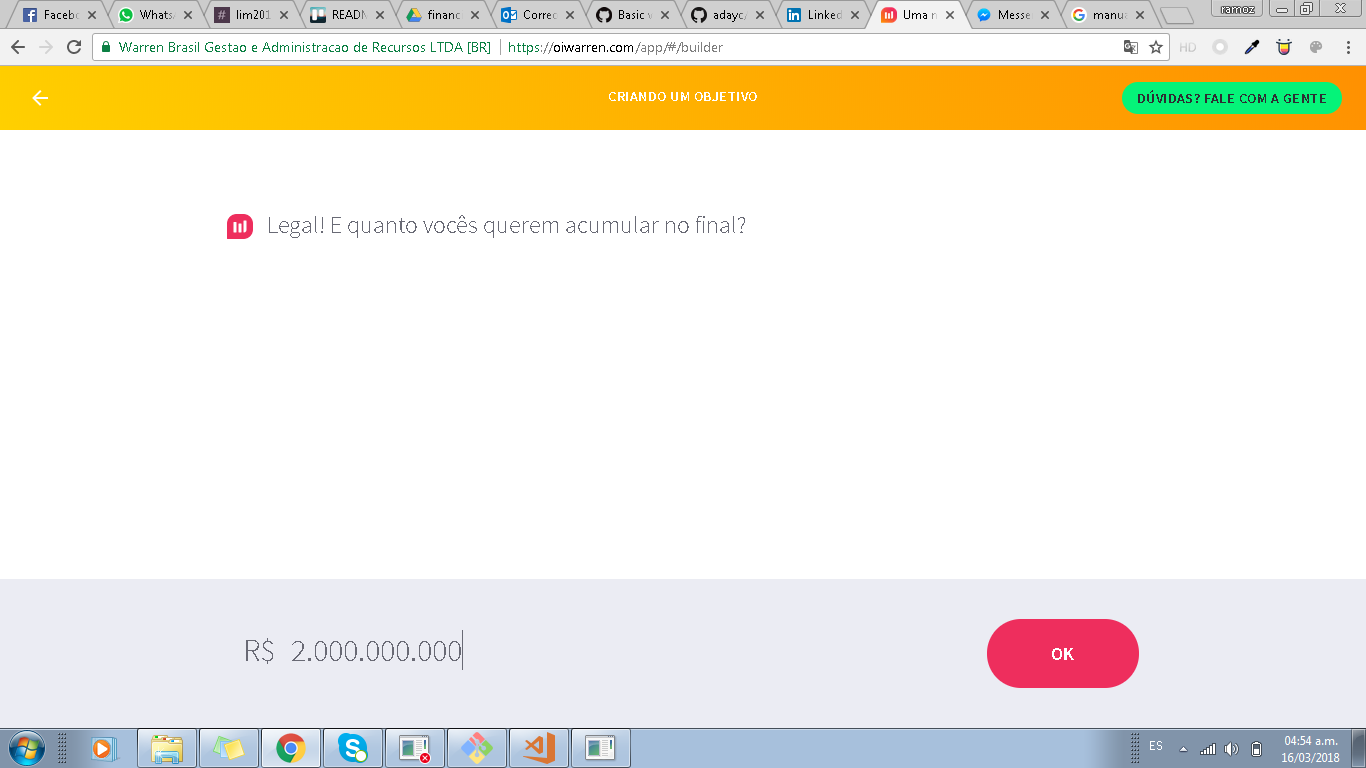 Faceb
Whats
lim201
READM
financ
Correc
Basic
adayc
Linked
Uma
Messe
manu
ramoz
Warren Brasil Gestao e Administracao de Recursos LTDA [BR] https://oiwarren.com/app/#/builder
HD
CRIANDO UM OBJETIVO
DÚVIDAS? FALE COM A GENTE
Legal! E quanto vocês querem acumular no final?
R$ 2.000.000.000
OK
ES
04:54 a.m.
16/03/2018